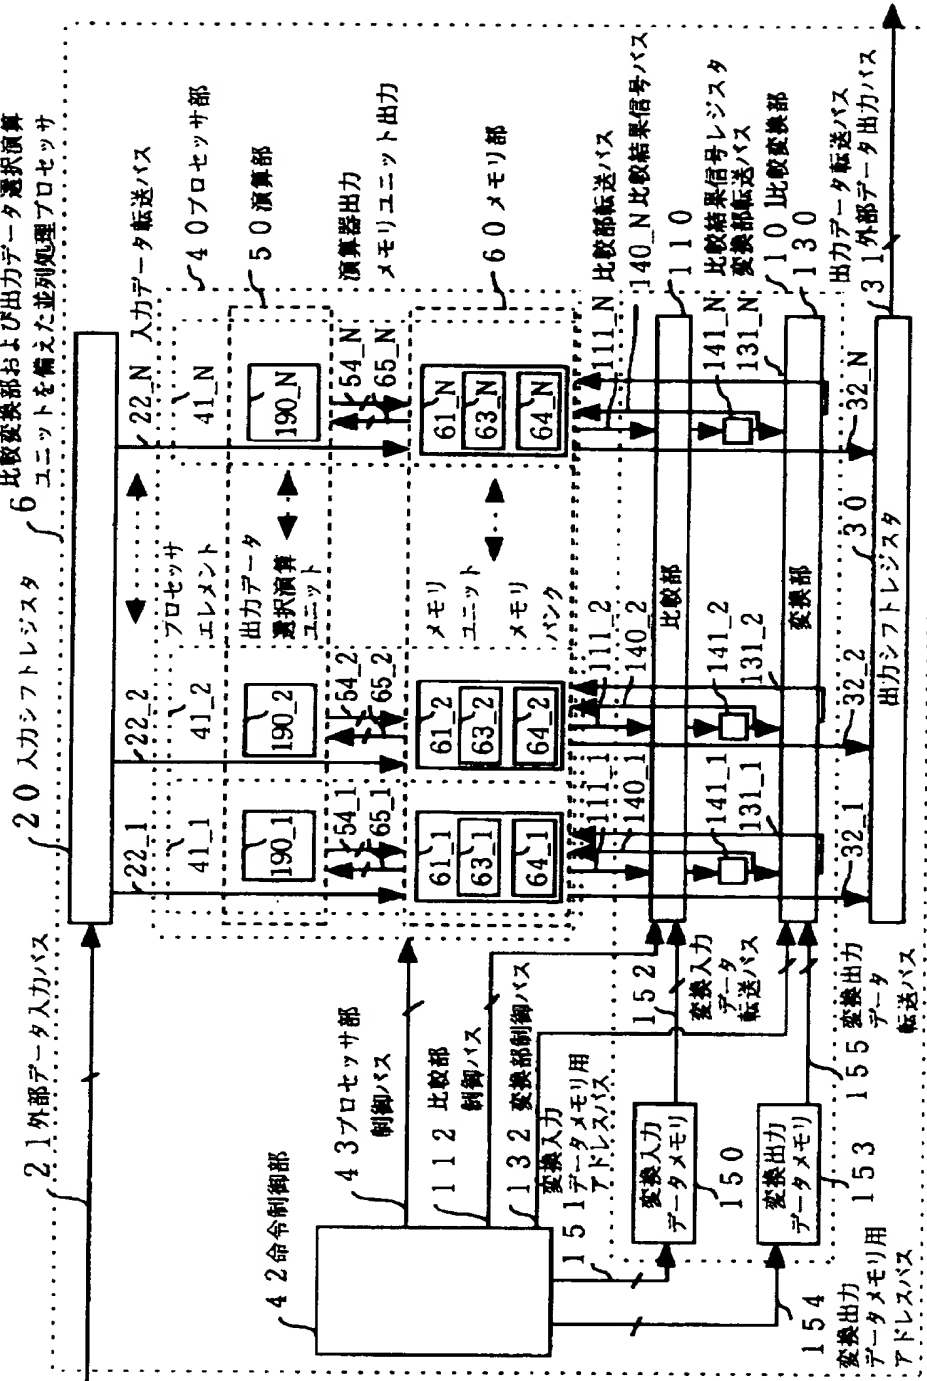 比較変換部および出力データ選択演算
ユニットを備えた並列処理プロセッサ
6
20 入力シフトレジスタ
21 外部データ入力バス
22_1
22_2
22_N 入力データ転送バス
40 プロセッサ部
プロセッサ
エレメント
41_1
41_2
41_N
50 演算部
出力データ
選択演算
ユニット
190_1
190_2
190_N
演算器出力
54_1
54_2
54_N
メモリユニット出力
65_1
65_2
65_N
60 メモリ部
メモリ
ユニット
メモリ
バンク
61_1
63_1
64_1
61_2
63_2
64_2
61_N
63_N
64_N
111_1
111_2
111_N 比較部転送バス
140_1
140_2
140_N 比較結果信号バス
比較部
110
141_1
141_2
141_N 比較結果信号レジスタ
131_1
131_2
131_N 変換部転送バス
101 比較変換部
変換部
130
32_1
32_2
32_N 出力データ転送バス
出力シフトレジスタ
30
31 外部データ出力バス
42 命令制御部
43 プロセッサ部
制御バス
112 比較部
制御バス
132 変換部制御バス
変換入力
151 データメモリ用
アドレスバス
152
変換入力
データ
転送バス
変換入力
データメモリ
150
変換出力
データメモリ
153
155 変換出力
データ
転送バス
154
変換出力
データメモリ用
アドレスバス